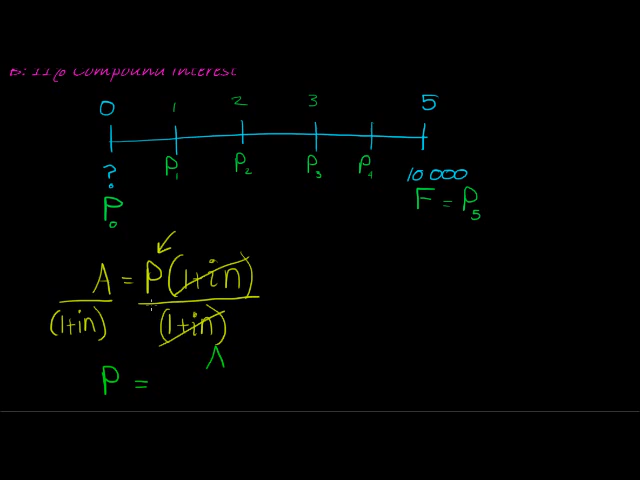 B: 11% Compound Interest
0 1 2 3 5
? P₁ P₂ P₃ P₄ 10 000
P₀ F = P₅
A = P(1+in)
(1+in) (1+in)
P =